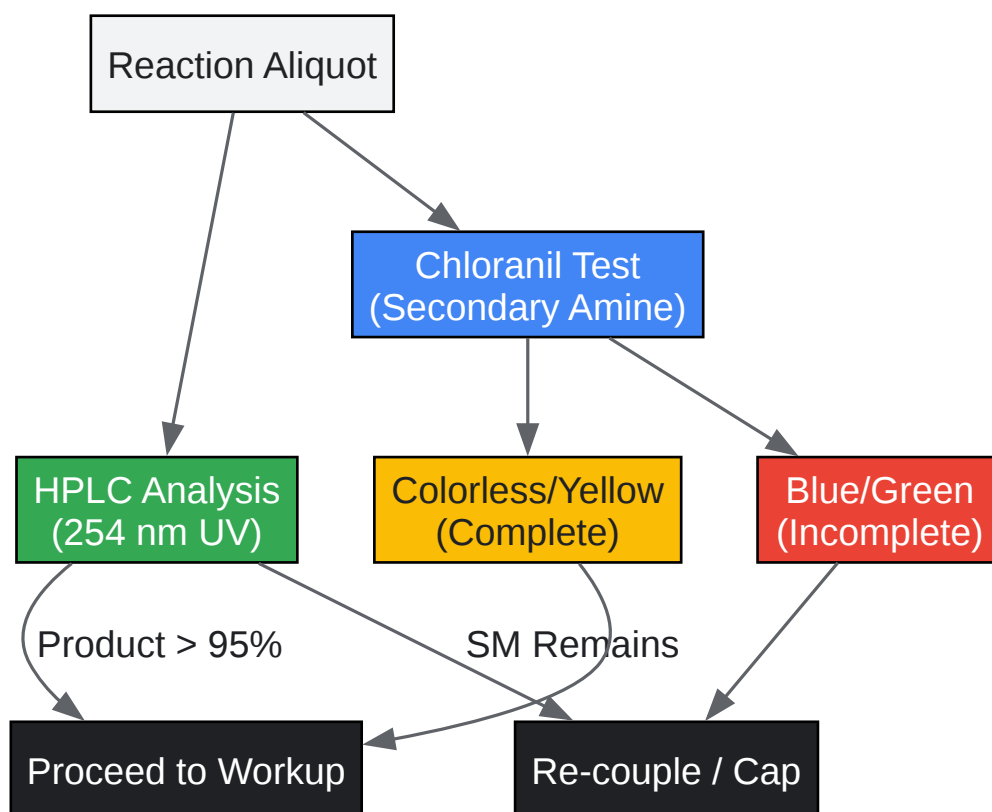 Reaction Aliquot
Chloranil Test
(Secondary Amine)
HPLC Analysis
(254 nm UV)
Colorless/Yellow
(Complete)
Blue/Green
(Incomplete)
Product > 95%
SM Remains
Proceed to Workup
Re-couple / Cap